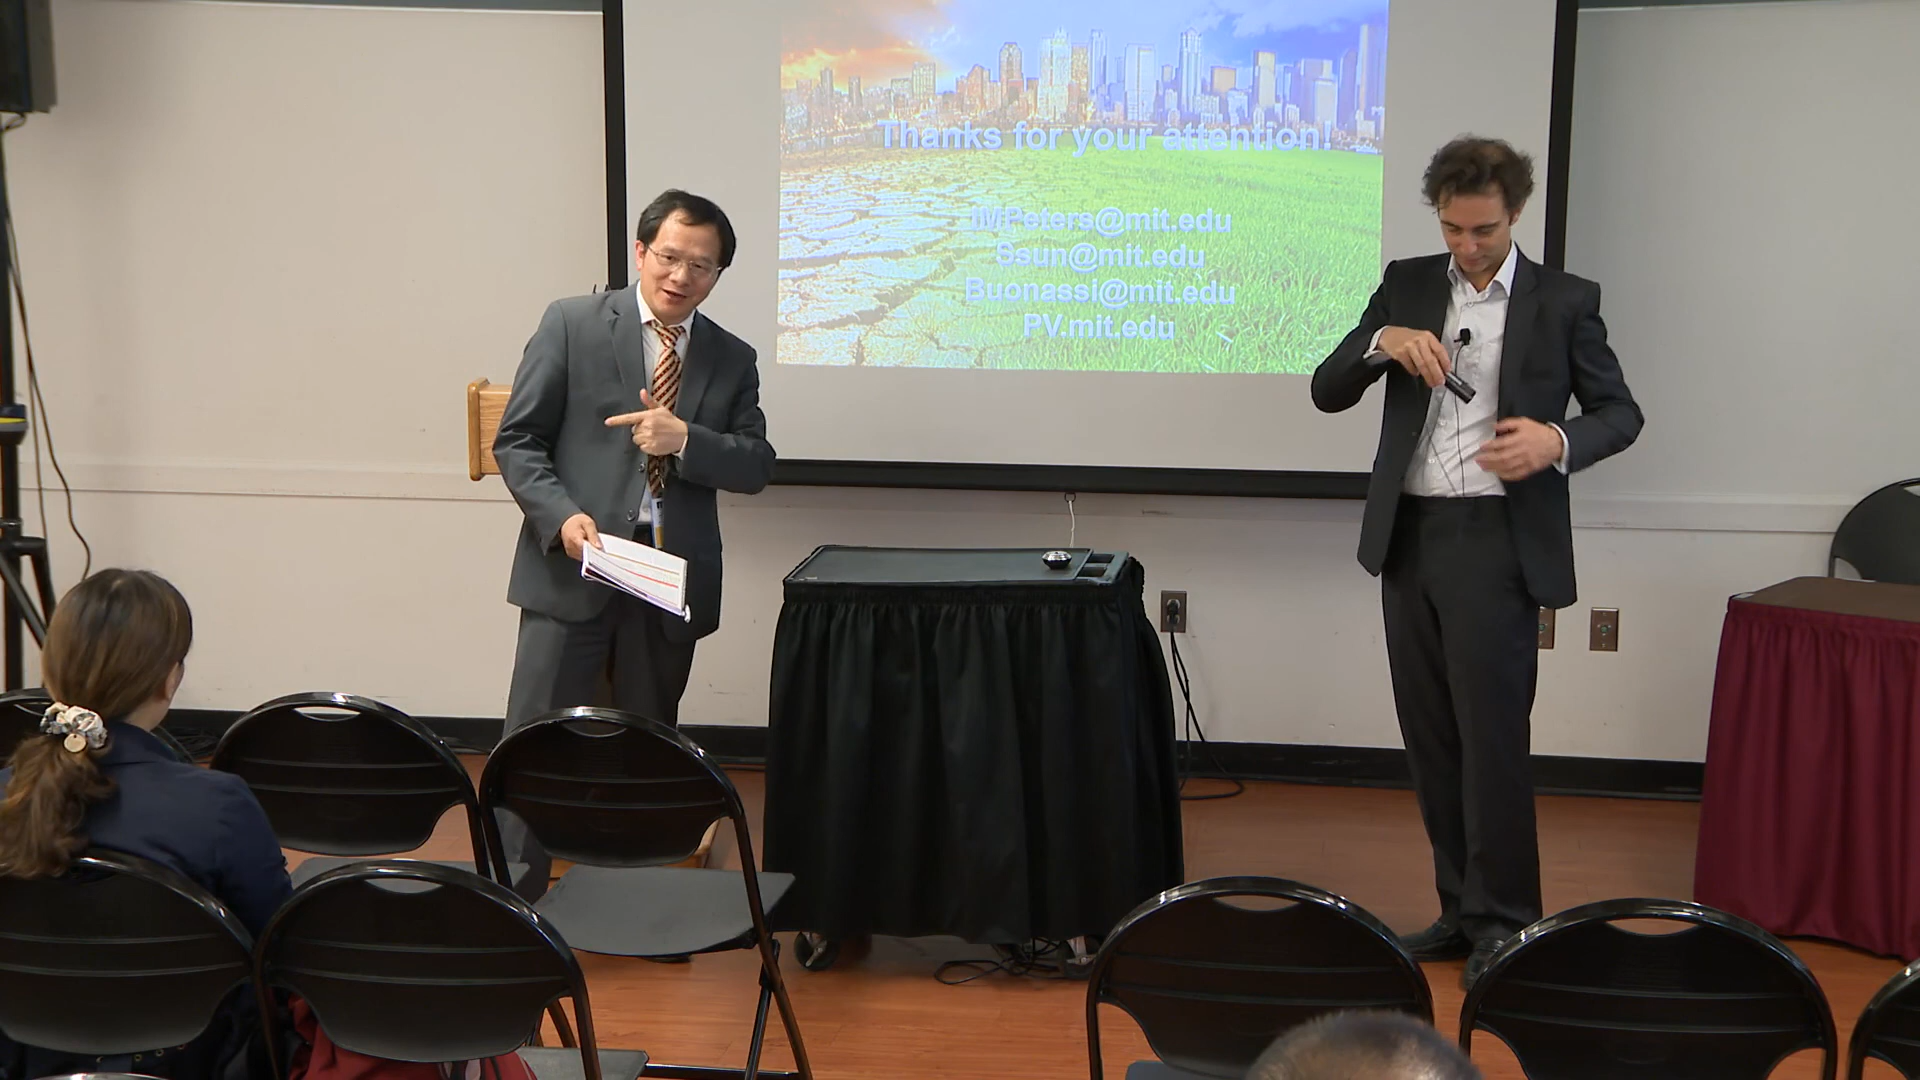 Thanks for your attention!
IMPeters@mit.edu
Ssun@mit.edu
Buonassi@mit.edu
PV.mit.edu